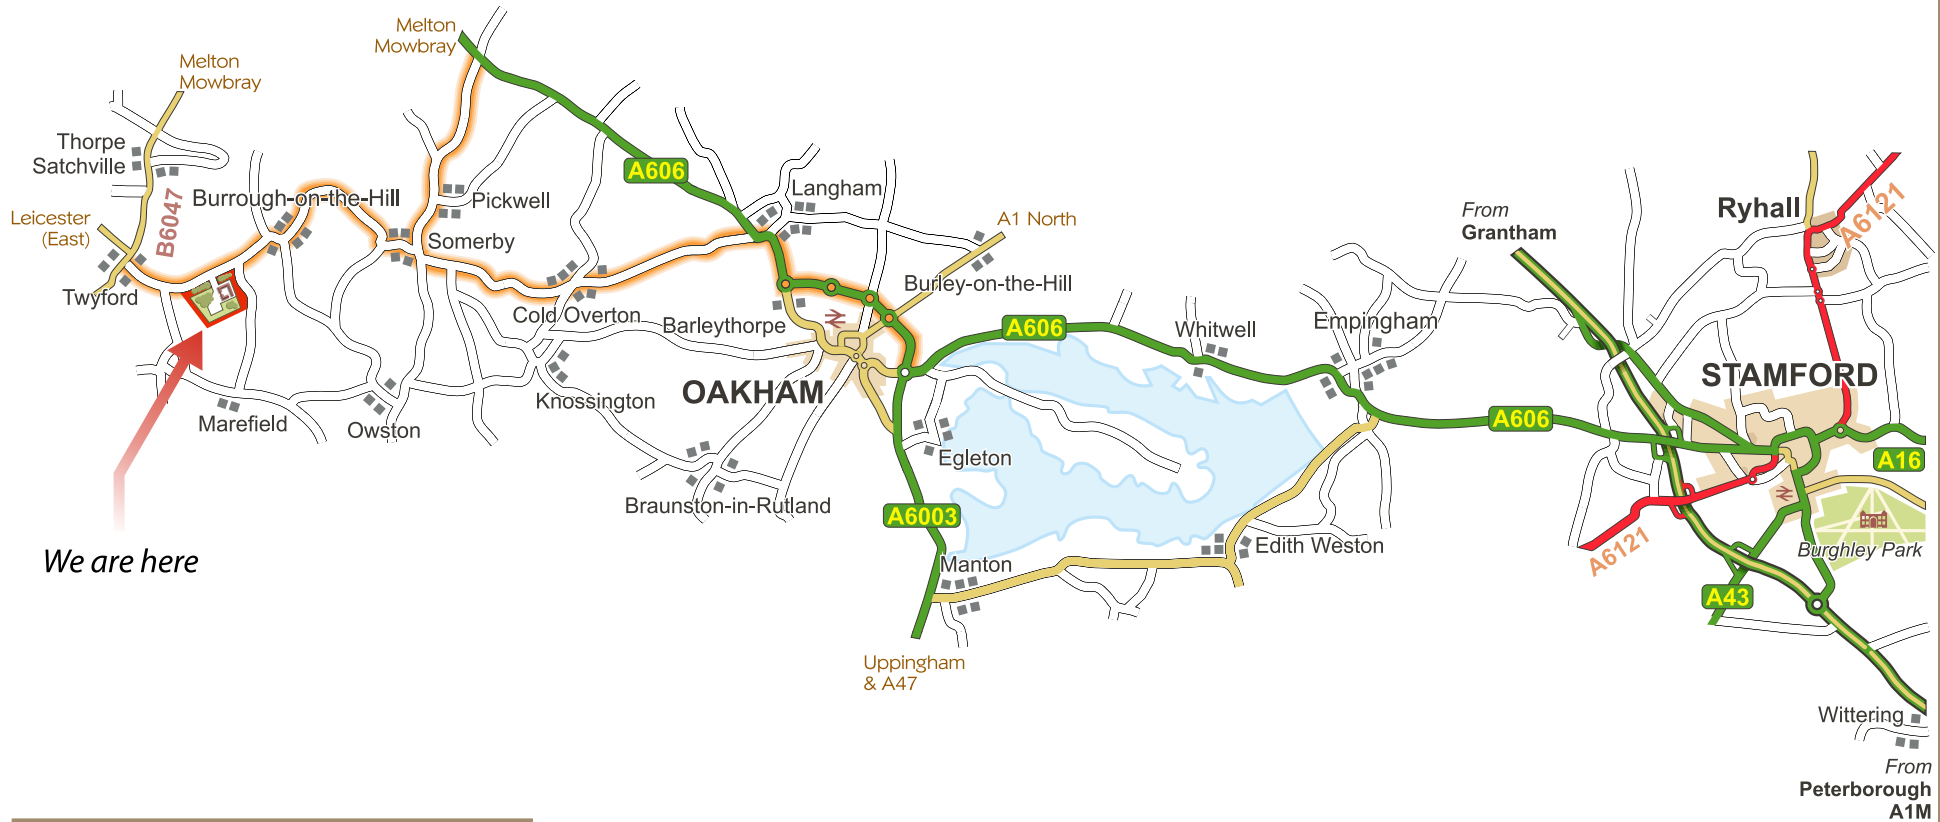 Melton
Mowbray
Melton
Mowbray
Thorpe
Satchville
B6047
Leicester
(East)
Twyford
Burrough-on-the-Hill
Pickwell
Somerby
A606
Langham
A1 North
Burley-on-the-Hill
Cold Overton
Barleythorpe
OAKHAM
Knossington
Marefield
Owston
Braunston-in-Rutland
We are here
A606
Whitwell
Empingham
Egleton
A6003
Manton
Edith Weston
Uppingham
& A47
From
Grantham
Ryhall
A6121
STAMFORD
A606
A16
A6121
Burghley Park
A43
Wittering
From
Peterborough
A1M